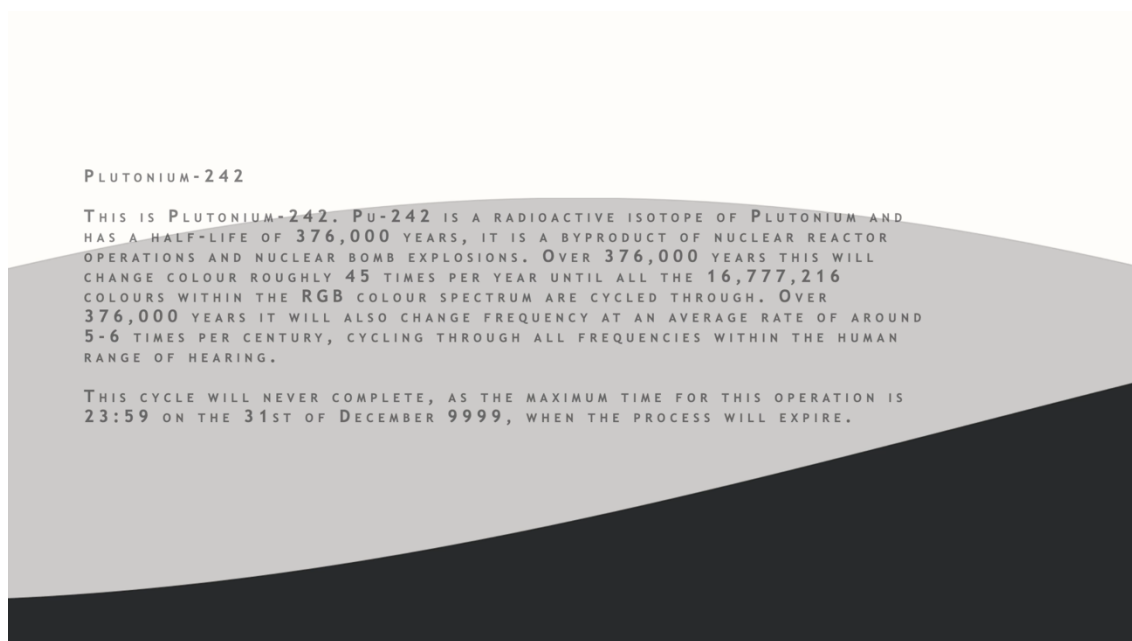 Plutonium-242
This is Plutonium-242. Pu-242 is a radioactive isotope of Plutonium and
has a half-life of 376,000 years, it is a byproduct of nuclear reactor
operations and nuclear bomb explosions. Over 376,000 years this will
change colour roughly 45 times per year until all the 16,777,216
colours within the RGB colour spectrum are cycled through. Over
376,000 years it will also change frequency at an average rate of around
5-6 times per century, cycling through all frequencies within the human
range of hearing.
This cycle will never complete, as the maximum time for this operation is
23:59 on the 31st of December 9999, when the process will expire.